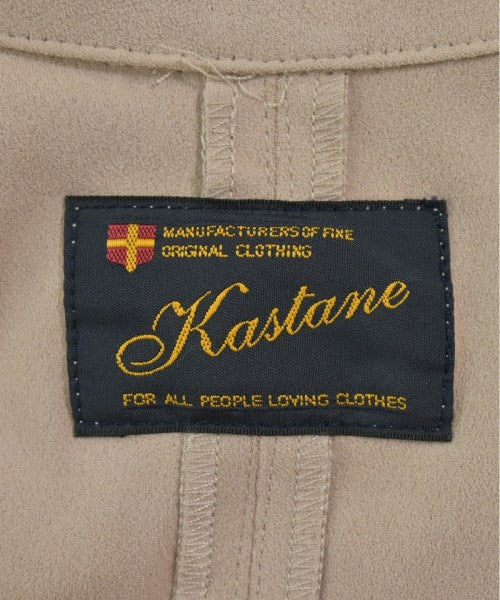 MANUFACTURERS OF FINE
ORIGINAL CLOTHING
Kastane
FOR ALL PEOPLE LOVING CLOTHES